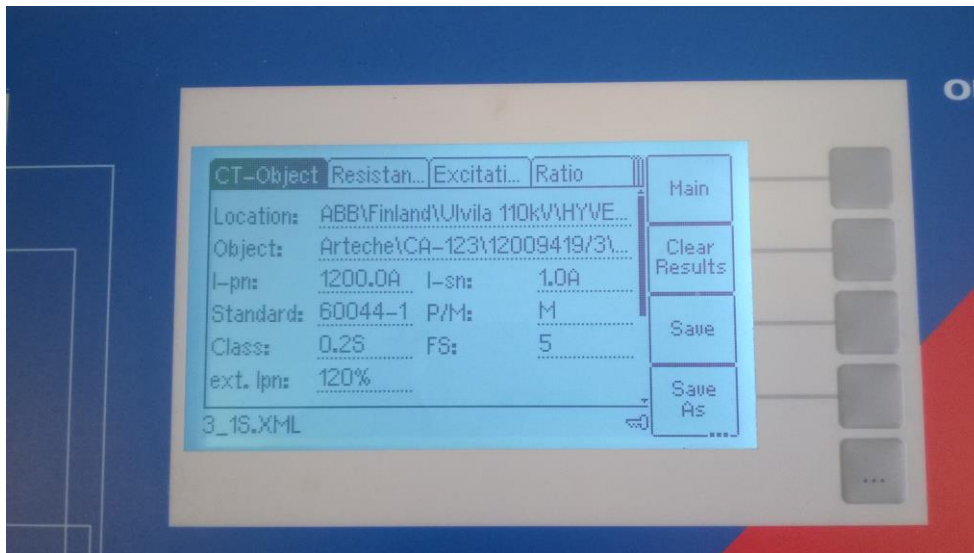 CT-Object Resistan... Excitati... Ratio
Main
Location: ABB\Finland\Ulvila 110kV\HYVE...
Object: Arteche\CA-123\12009419/3\...
Clear
Results
I-pn: 1200.0A I-sn: 1.0A
Standard: 60044-1 P/M: M
Save
Class: 0.2S FS: 5
ext. Ipn: 120%
Save
As
...
3_1S.XML
...